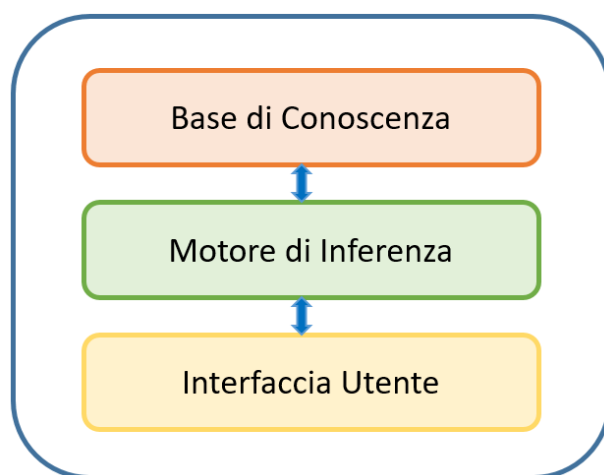 Base di Conoscenza
Motore di Inferenza
Interfaccia Utente